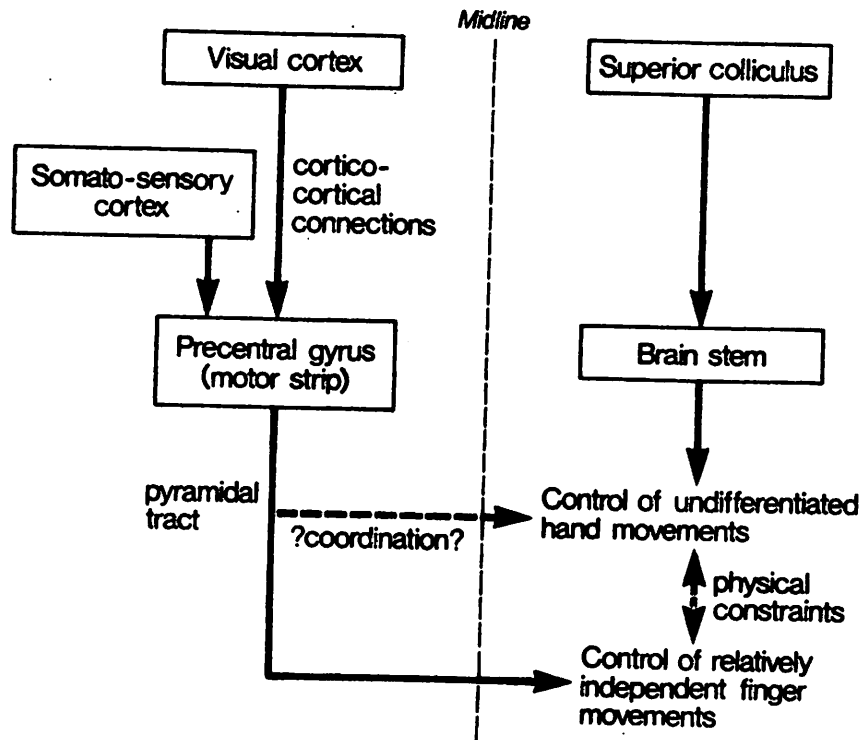 Midline
Visual cortex
Superior colliculus
Somato-sensory
cortex
cortico-
cortical
connections
Precentral gyrus
(motor strip)
Brain stem
pyramidal
tract
?coordination?
Control of undifferentiated
hand movements
physical
constraints
Control of relatively
independent finger
movements